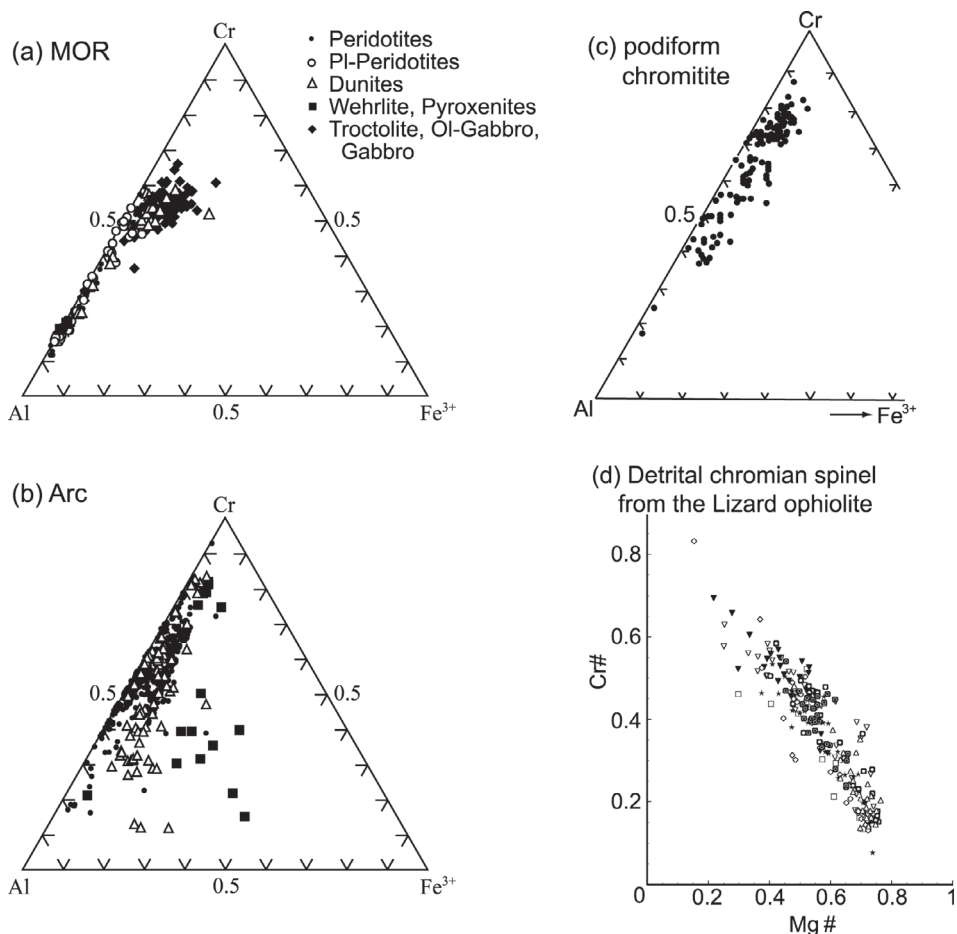 (a) MOR
Cr
Peridotites
Pl-Peridotites
Dunites
Wehrlite, Pyroxenites
Troctolite, Ol-Gabbro,
Gabbro
0.5
0.5
Al
0.5
Fe3+
(c) podiform
chromitite
Cr
0.5
Al
Fe3+
(b) Arc
Cr
0.5
0.5
Al
0.5
Fe3+
(d) Detrital chromian spinel
from the Lizard ophiolite
0.8
0.6
Cr#
0.4
0.2
0
0.2
0.4
0.6
0.8
1
Mg #